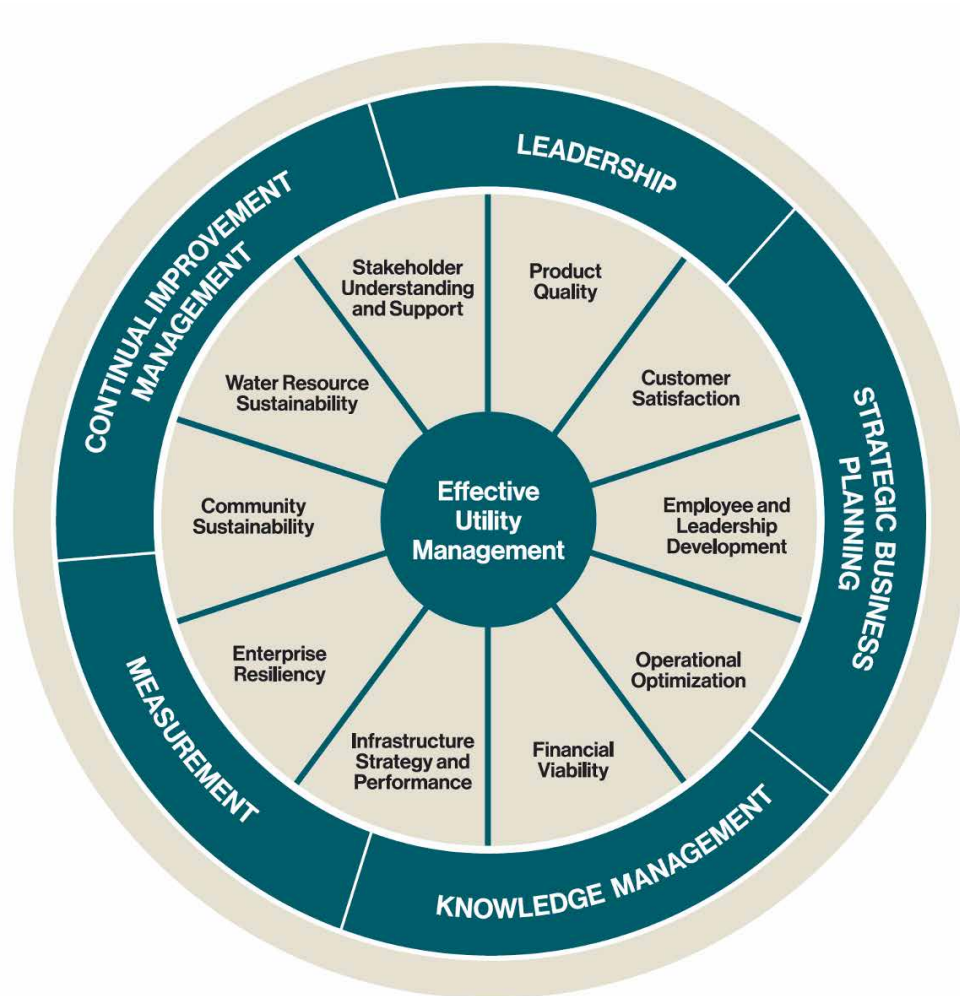 LEADERSHIP
STRATEGIC BUSINESS
PLANNING
KNOWLEDGE MANAGEMENT
MEASUREMENT
CONTINUAL IMPROVEMENT
MANAGEMENT
Product
Quality
Customer
Satisfaction
Employee and
Leadership
Development
Operational
Optimization
Financial
Viability
Infrastructure
Strategy and
Performance
Enterprise
Resiliency
Community
Sustainability
Water Resource
Sustainability
Stakeholder
Understanding
and Support
Effective
Utility
Management